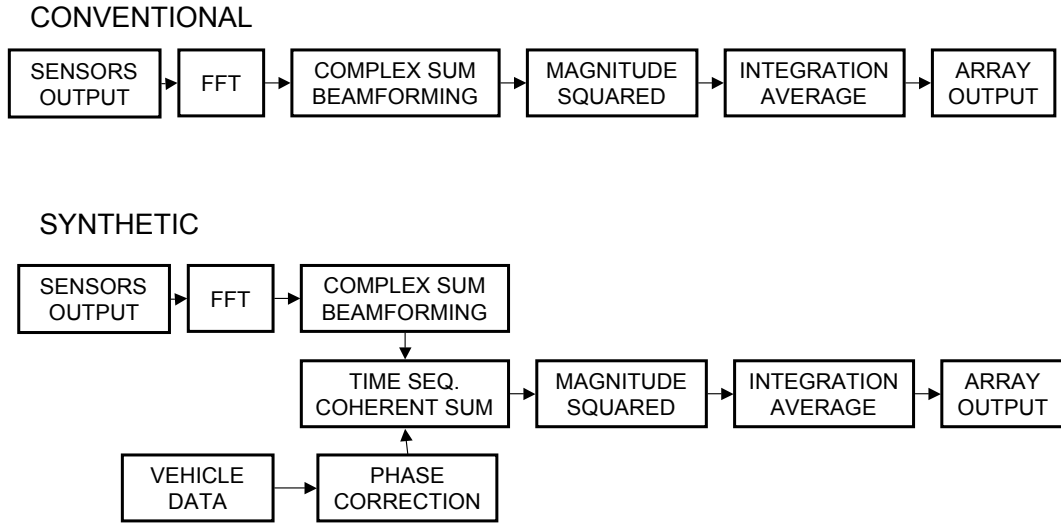 CONVENTIONAL
SENSORS
OUTPUT
FFT
COMPLEX SUM
BEAMFORMING
MAGNITUDE
SQUARED
INTEGRATION
AVERAGE
ARRAY
OUTPUT
SYNTHETIC
SENSORS
OUTPUT
FFT
COMPLEX SUM
BEAMFORMING
TIME SEQ.
COHERENT SUM
MAGNITUDE
SQUARED
INTEGRATION
AVERAGE
ARRAY
OUTPUT
VEHICLE
DATA
PHASE
CORRECTION